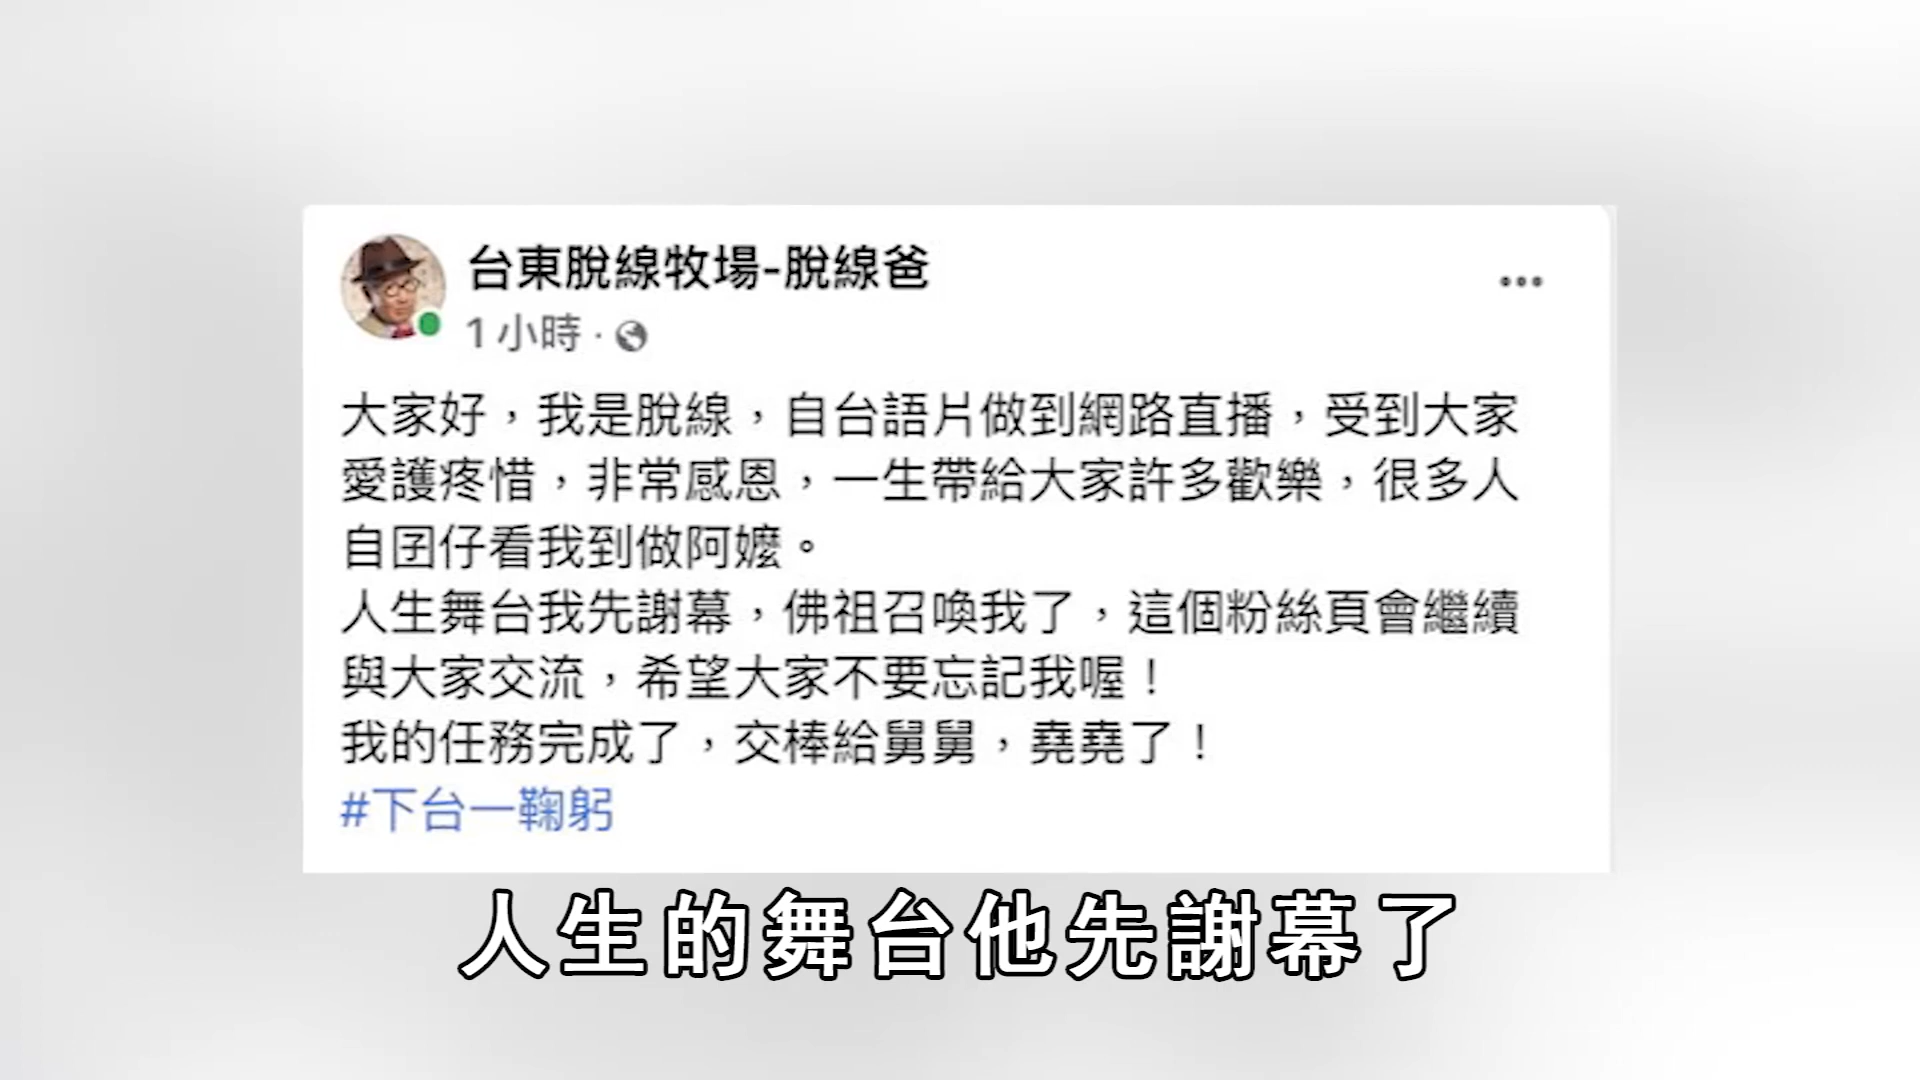 台東脫線牧場-脫線爸
1 小時 ·
大家好，我是脫線，自台語片做到網路直播，受到大家
愛護疼惜，非常感恩，一生帶給大家許多歡樂，很多人
自囝仔看我到做阿嬤。
人生舞台我先謝幕，佛祖召喚我了，這個粉絲頁會繼續
與大家交流，希望大家不要忘記我喔！
我的任務完成了，交棒給舅舅，堯堯了！
#下台一鞠躬
人生的舞台他先謝幕了